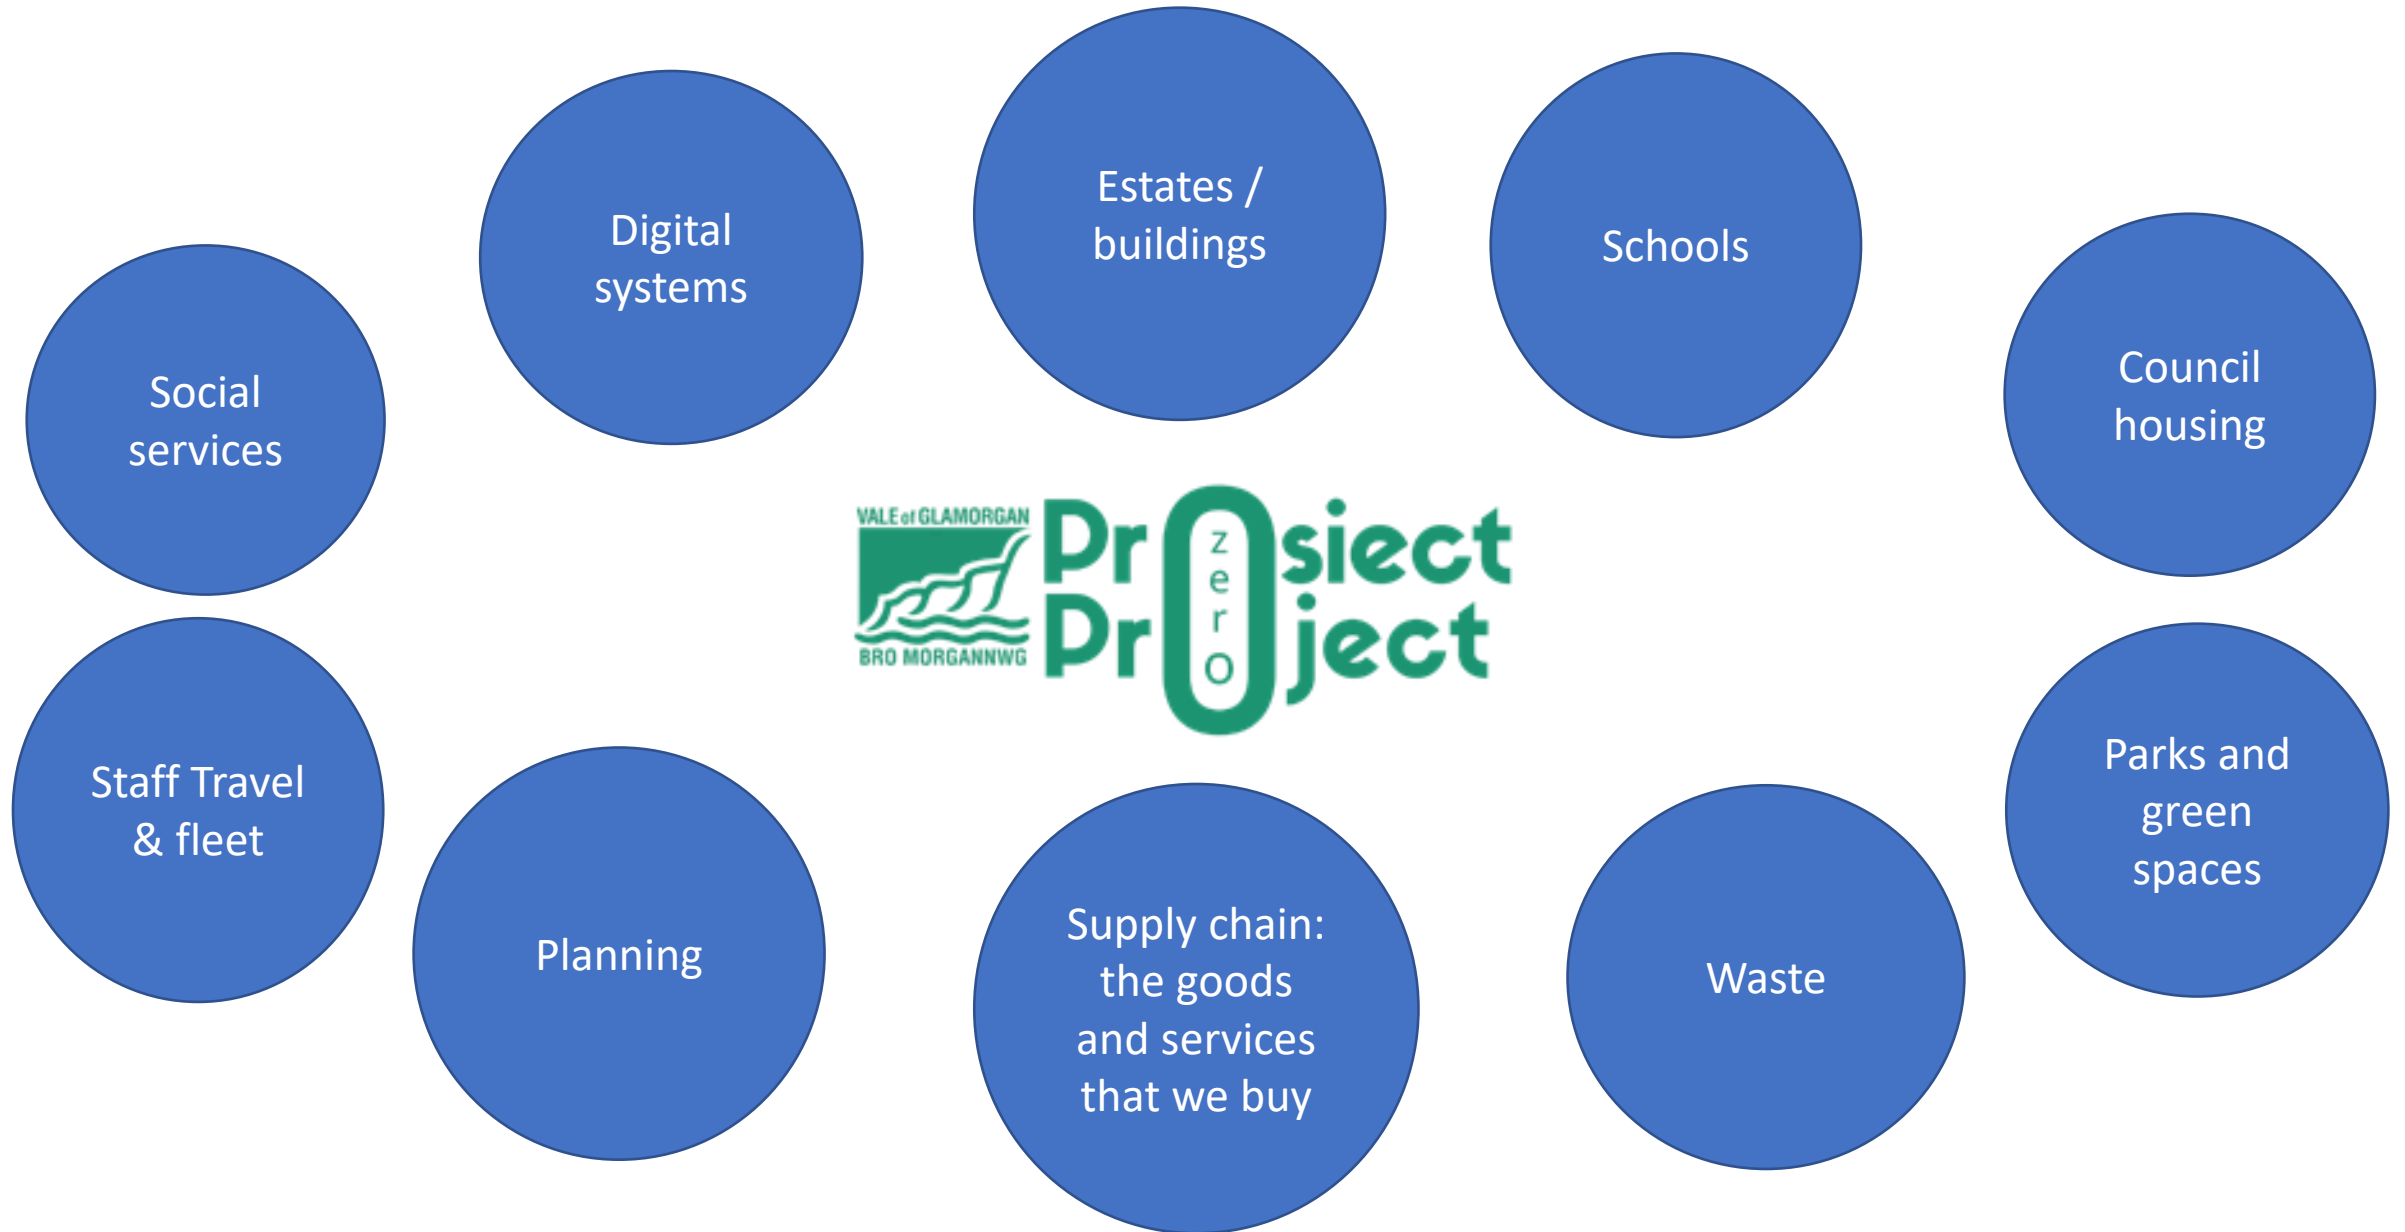 Estates /
buildings
Digital
systems
Schools
Social
services
Council
housing
VALE of GLAMORGAN
BRO MORGANNWG
Prosiect
Project
zero
Staff Travel
& fleet
Parks and
green
spaces
Planning
Supply chain:
the goods
and services
that we buy
Waste